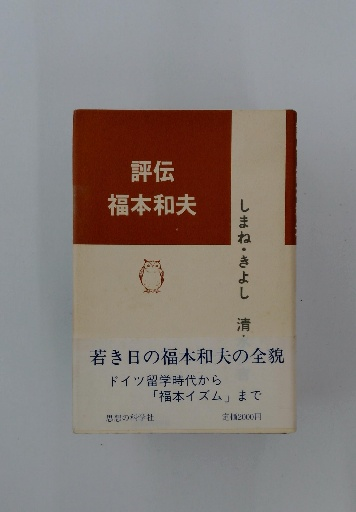 評伝
福本和夫
しまね・きよし 清・
若き日の福本和夫の全貌
ドイツ留学時代から
「福本イズム」まで
思想の科学社
定価2000円